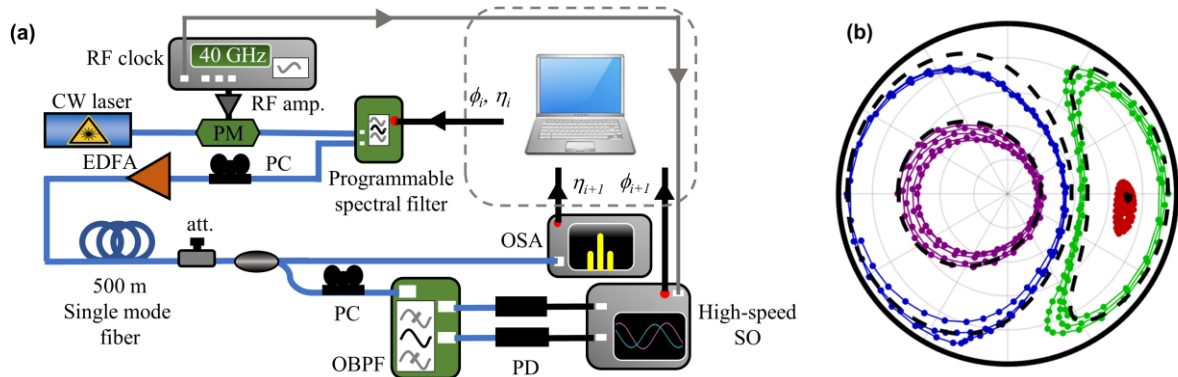 (a)
RF clock
40 GHz
RF amp.
CW laser
PM
EDFA
PC
Programmable
spectral filter
ϕi, ηi
ηi+1
ϕi+1
OSA
att.
500 m
Single mode
fiber
PC
OBPF
PD
High-speed
SO
(b)